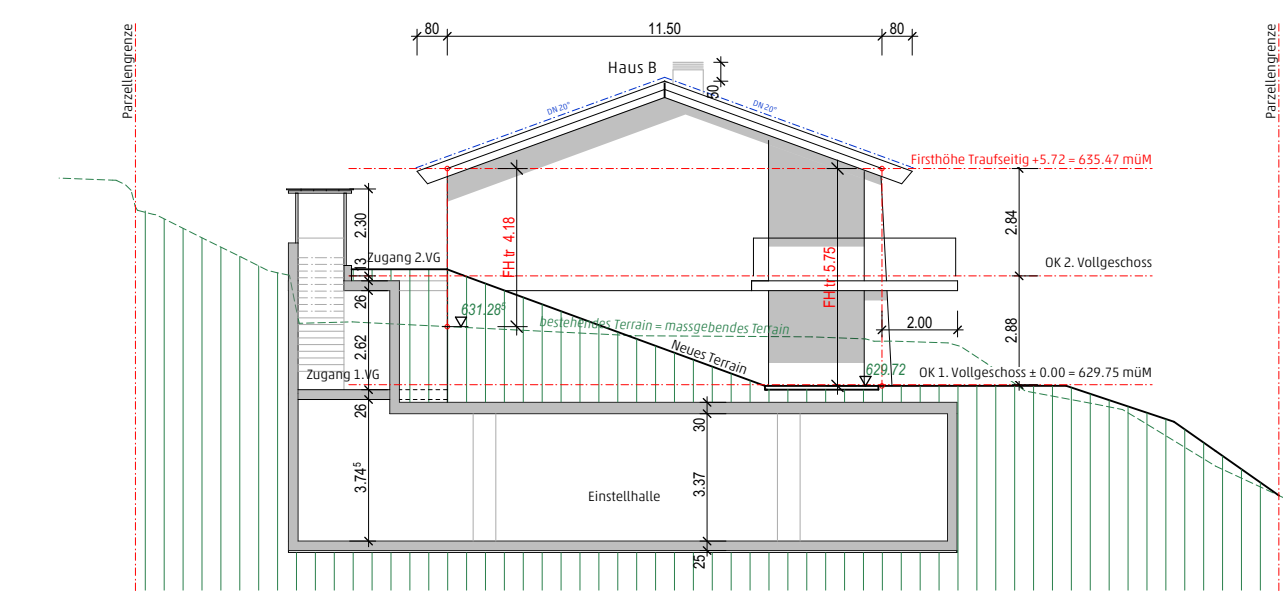 80
11.50
80
Parzellengrenze
Parzellengrenze
Haus B
60
DN 20°
DN 20°
Firsthöhe Traufseitig +5.72 = 635.47 müM
2.30
FH tr 4.18
2.84
Zugang 2.VG
13
FH tr 5.75
OK 2. Vollgeschoss
26
631.28⁵
bestehendes Terrain = massgebendes Terrain
2.00
2.62
2.88
Neues Terrain
Zugang 1.VG
629.72
OK 1. Vollgeschoss ± 0.00 = 629.75 müM
26
30
3.74⁵
3.37
Einstellhalle
25